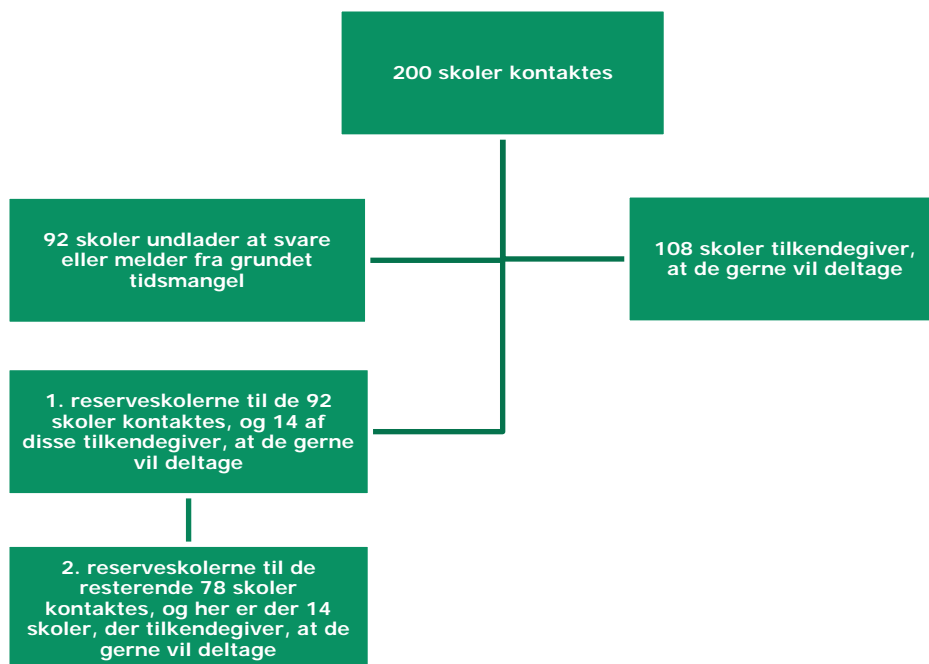 200 skoler kontaktes
92 skoler undlader at svare
eller melder fra grundet
tidsmangel
108 skoler tilkendegiver,
at de gerne vil deltage
1. reserveskolerne til de 92
skoler kontaktes, og 14 af
disse tilkendegiver, at de gerne
vil deltage
2. reserveskolerne til de
resterende 78 skoler
kontaktes, og her er der 14
skoler, der tilkendegiver, at de
gerne vil deltage